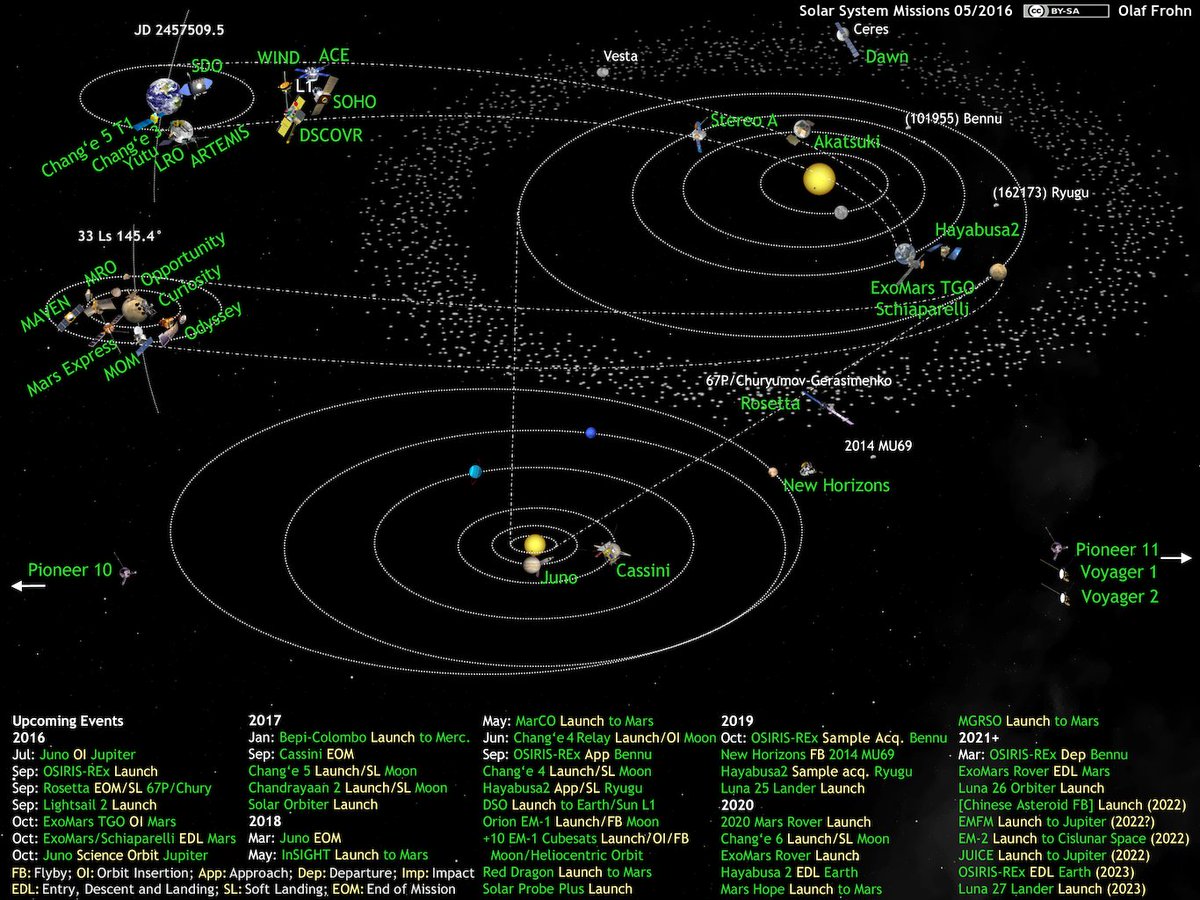 Solar System Missions 05/2016 (cc) BY-SA Olaf Frohn
JD 2457509.5
SDO
WIND
ACE
L1
SOHO
DSCOVR
Chang‘e 5 T1
Chang‘e 3
Yutu
LRO
ARTEMIS
Vesta
Ceres
Dawn
Stereo A
Akatsuki
(101955) Bennu
(162173) Ryugu
Hayabusa2
ExoMars TGO
Schiaparelli
33 Ls 145.4°
MRO
Opportunity
Curiosity
MAVEN
Odyssey
Mars Express
MOM
67P/Churyumov-Gerasimenko
Rosetta
2014 MU69
New Horizons
Pioneer 10
Juno
Cassini
Pioneer 11
Voyager 1
Voyager 2
Upcoming Events
2016
Jul: Juno OI Jupiter
Sep: OSIRIS-REx Launch
Sep: Rosetta EOM/SL 67P/Chury
Sep: Lightsail 2 Launch
Oct: ExoMars TGO OI Mars
Oct: ExoMars/Schiaparelli EDL Mars
Oct: Juno Science Orbit Jupiter
2017
Jan: Bepi-Colombo Launch to Merc.
Sep: Cassini EOM
Chang‘e 5 Launch/SL Moon
Chandrayaan 2 Launch/SL Moon
Solar Orbiter Launch
2018
Mar: Juno EOM
May: InSIGHT Launch to Mars
FB: Flyby; OI: Orbit Insertion; App: Approach; Dep: Departure; Imp: Impact
EDL: Entry, Descent and Landing; SL: Soft Landing; EOM: End of Mission
May: MarCO Launch to Mars
Jun: Chang‘e 4 Relay Launch/OI Moon
Sep: OSIRIS-REx App Bennu
Chang‘e 4 Launch/SL Moon
Hayabusa2 App/SL Ryugu
DSO Launch to Earth/Sun L1
Orion EM-1 Launch/FB Moon
+10 EM-1 Cubesats Launch/OI/FB
Moon/Heliocentric Orbit
Red Dragon Launch to Mars
Solar Probe Plus Launch
2019
Oct: OSIRIS-REx Sample Acq. Bennu
New Horizons FB 2014 MU69
Hayabusa2 Sample acq. Ryugu
Luna 25 Lander Launch
2020
2020 Mars Rover Launch
Chang‘e 6 Launch/SL Moon
ExoMars Rover Launch
Hayabusa 2 EDL Earth
Mars Hope Launch to Mars
MGRSO Launch to Mars
2021+
Mar: OSIRIS-REx Dep Bennu
ExoMars Rover EDL Mars
Luna 26 Orbiter Launch
[Chinese Asteroid FB] Launch (2022)
EMFM Launch to Jupiter (2022?)
EM-2 Launch to Cislunar Space (2022)
JUICE Launch to Jupiter (2022)
OSIRIS-REx EDL Earth (2023)
Luna 27 Lander Launch (2023)